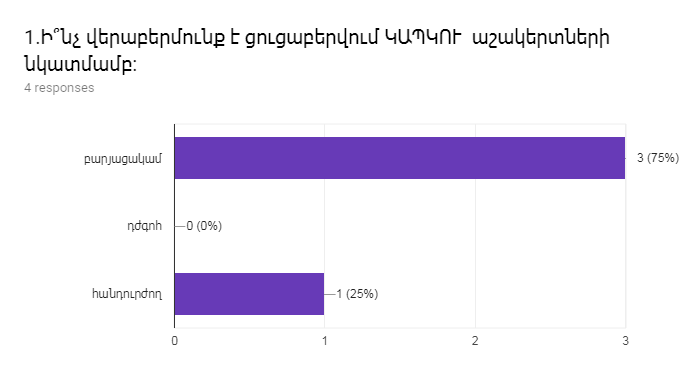 1.Ի՞նչ վերաբերմունք է ցուցաբերվում ԿԱՊԿՈՒ աշակերտների
նկատմամբ:
4 responses
բարյացակամ
3 (75%)
դժգոհ
0 (0%)
հանդուրժող
1 (25%)
0 1 2 3